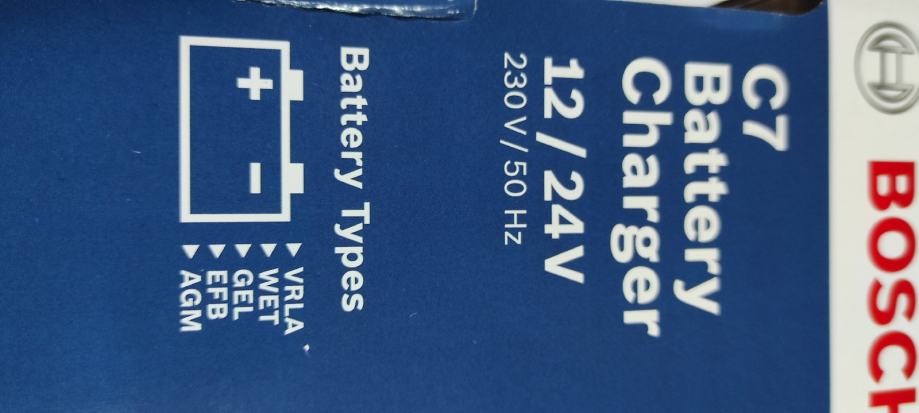 BOSCH
C7
Battery
Charger
12 / 24V
230 V / 50 Hz
Battery Types
+ -
VRLA
WET
GEL
EFB
AGM